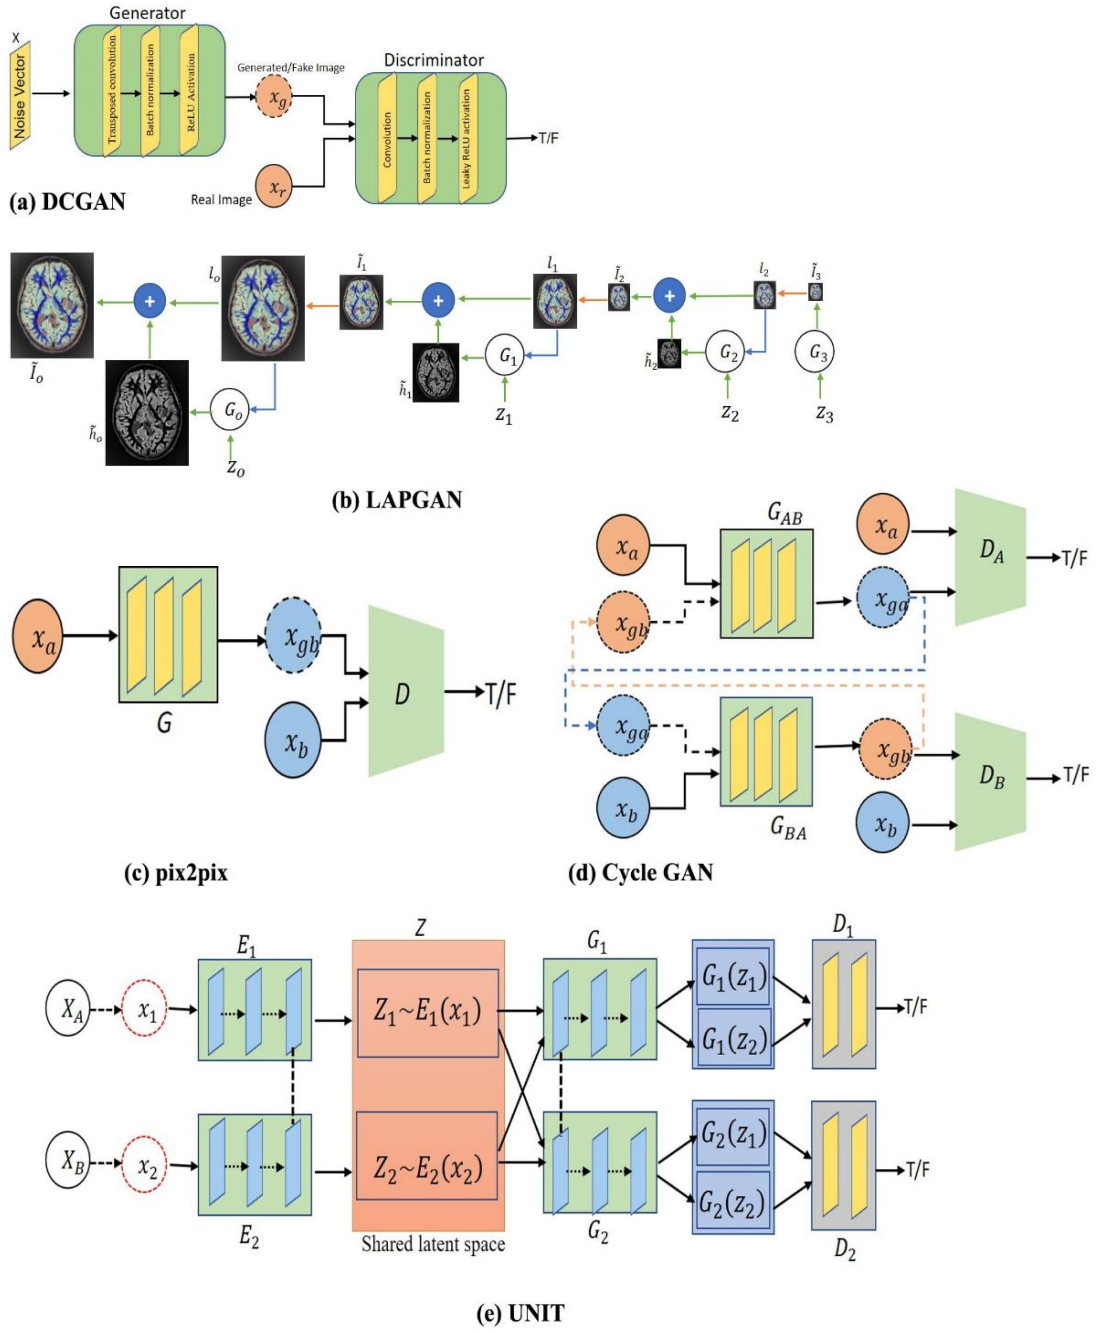 Generator
X
Noise Vector
Transposed convolution
Batch normalization
ReLU Activation
Generated/Fake Image
x_g
Real Image
x_r
Discriminator
Convolution
Batch normalization
Leaky ReLU activation
T/F
(a) DCGAN
Ĩ_o
+
l_o
h̃_o
G_o
z_o
Ĩ_1
+
l_1
h̃_1
G_1
z_1
Ĩ_2
+
l_2
Ĩ_3
h̃_2
G_2
G_3
z_2
z_3
(b) LAPGAN
x_a
G
x_gb
x_b
D
T/F
(c) pix2pix
x_a
x_gb
G_AB
x_a
x_ga
D_A
T/F
x_ga
x_b
G_BA
x_gb
x_b
D_B
T/F
(d) Cycle GAN
X_A
x_1
E_1
Z
Z_1~E_1(x_1)
G_1
G_1(z_1)
G_1(z_2)
D_1
T/F
X_B
x_2
E_2
Z_2~E_2(x_2)
Shared latent space
G_2
G_2(z_1)
G_2(z_2)
D_2
T/F
(e) UNIT